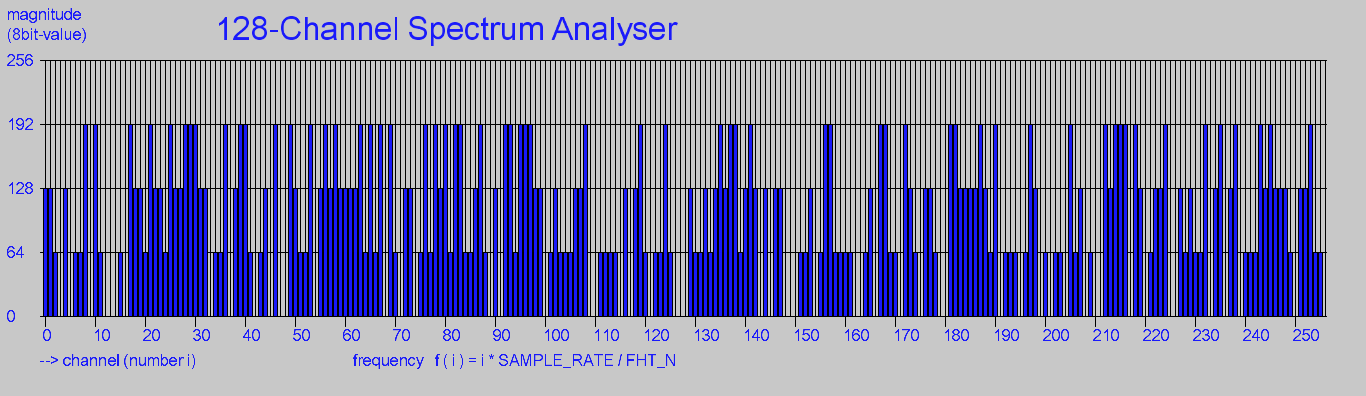 magnitude
(8bit-value)
128-Channel Spectrum Analyser
256
192
128
64
0
0 10 20 30 40 50 60 70 80 90 100 110 120 130 140 150 160 170 180 190 200 210 220 230 240 250
--> channel (number i)
frequency f ( i ) = i * SAMPLE_RATE / FHT_N